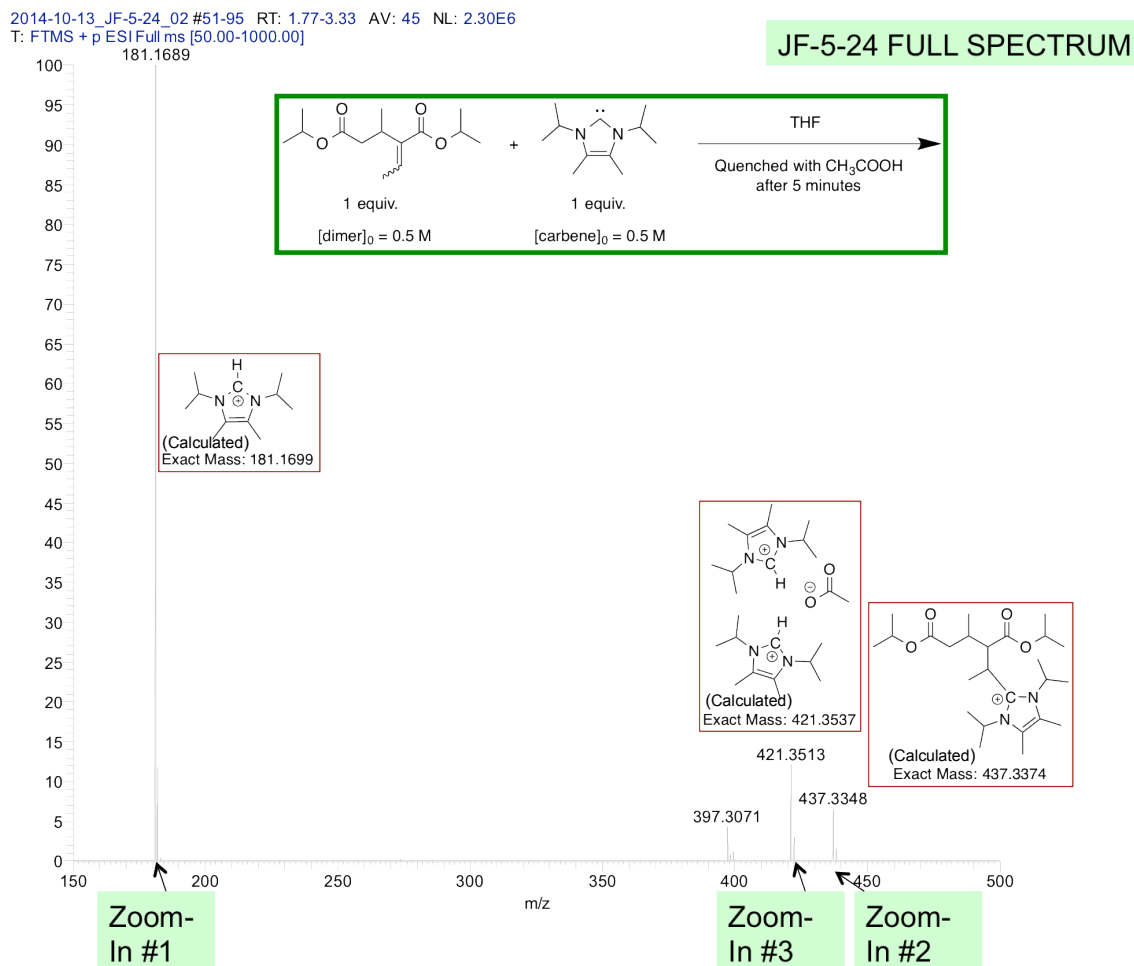 2014-10-13_JF-5-24_02 #51-95 RT: 1.77-3.33 AV: 45 NL: 2.30E6
T: FTMS + p ESI Full ms [50.00-1000.00]
JF-5-24 FULL SPECTRUM
181.1689
100
95
90
85
80
75
70
65
60
55
50
45
40
35
30
25
20
15
10
5
0
O
O
O
O
1 equiv.
[dimer]0 = 0.5 M
+
N
N
1 equiv.
[carbene]0 = 0.5 M
THF
Quenched with CH3COOH
after 5 minutes
H
C
N ⊕ N
(Calculated)
Exact Mass: 181.1699
⊕ N
N C
H
O
⊖
O
H
N C
⊕ N
(Calculated)
Exact Mass: 421.3537
O
O
O
O
⊕ C N
N
(Calculated)
Exact Mass: 437.3374
421.3513
437.3348
397.3071
150 200 250 300 350 400 450 500
m/z
Zoom-
In #1
Zoom-
In #3
Zoom-
In #2